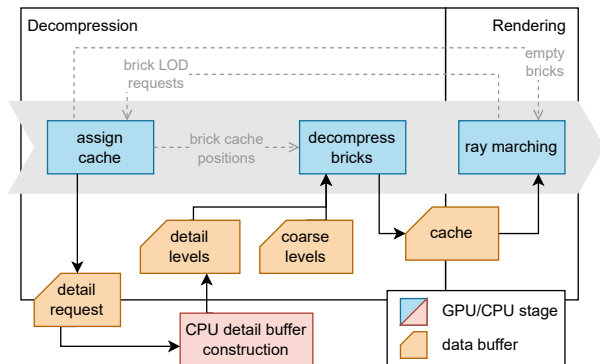 Decompression
Rendering
brick LOD
requests
empty
bricks
assign
cache
brick cache
positions
decompress
bricks
ray marching
detail
levels
coarse
levels
cache
detail
request
CPU detail buffer
construction
GPU/CPU stage
data buffer